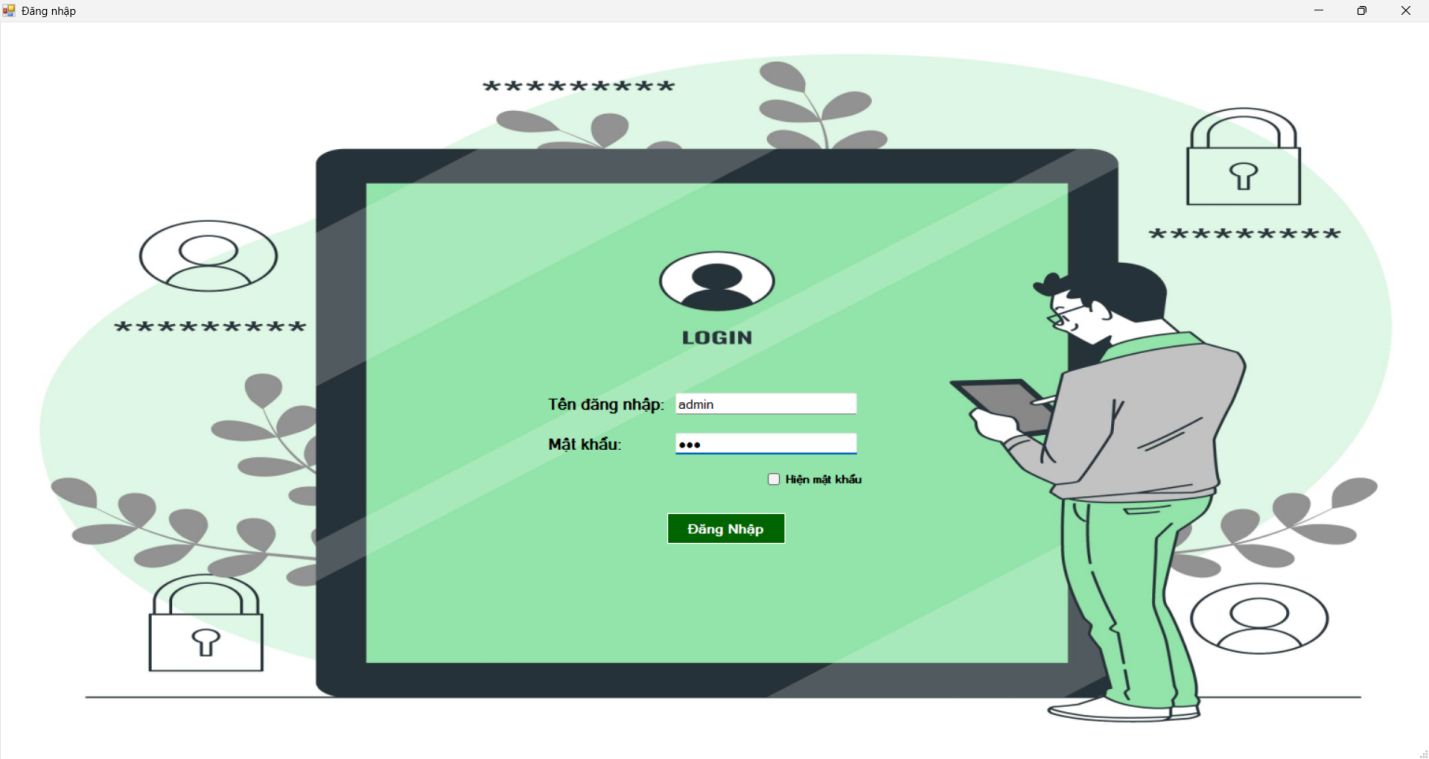 Đăng nhập
*********
*********
*********
LOGIN
Tên đăng nhập: admin
Mật khẩu: •••
Hiện mật khẩu
Đăng Nhập